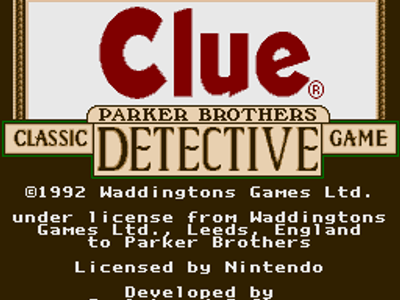 Clue®
PARKER BROTHERS
CLASSIC DETECTIVE GAME
©1992 Waddingtons Games Ltd.
under license from Waddingtons
Games Ltd., Leeds, England
to Parker Brothers
Licensed by Nintendo
Developed by